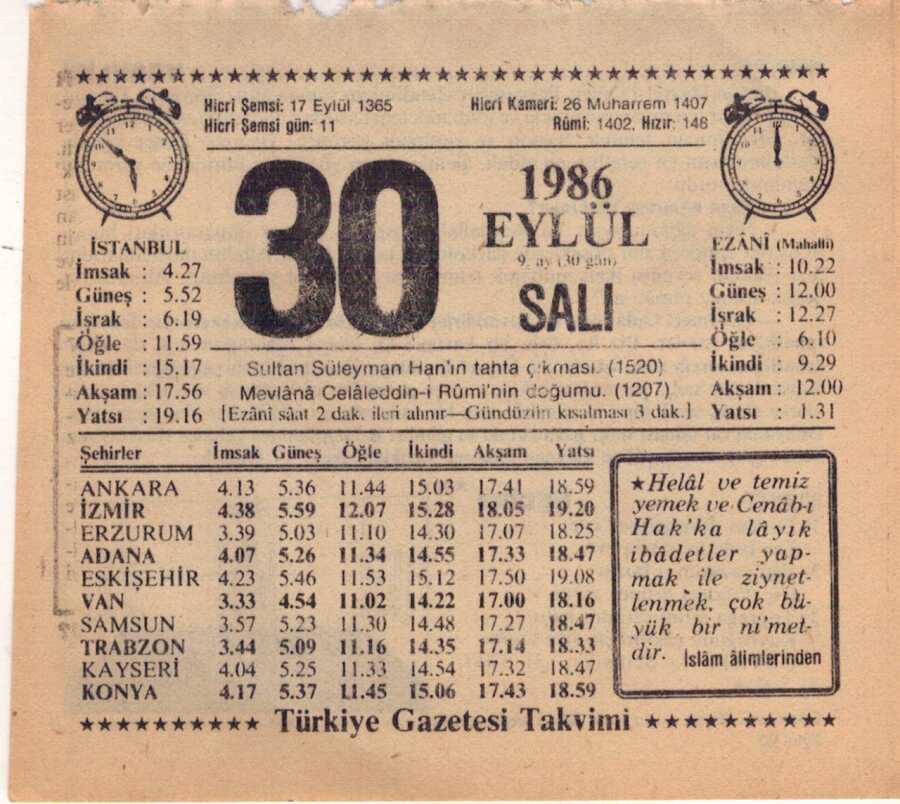 Hicrî Şemsî: 17 Eylül 1365
Hicrî Şemsî gün: 11
Hicrî Kamerî: 26 Muharrem 1407
Rûmî: 1402, Hızır: 148
30
1986
EYLÜL
9. ay (30 gün)
SALI
İSTANBUL
İmsak : 4.27
Güneş : 5.52
İşrak : 6.19
Öğle : 11.59
İkindi : 15.17
Akşam : 17.56
Yatsı : 19.16
EZÂNÎ (Mahallî)
İmsak : 10.22
Güneş : 12.00
İşrak : 12.27
Öğle : 6.10
İkindi : 9.29
Akşam : 12.00
Yatsı : 1.31
Sultan Süleyman Han'ın tahta çıkması. (1520)
Mevlânâ Celâleddin-i Rûmî'nin doğumu. (1207)
[Ezânî sâat 2 dak. ileri alınır—Gündüzün kısalması 3 dak.]
Şehirler İmsak Güneş Öğle İkindi Akşam Yatsı
ANKARA 4.13 5.36 11.44 15.03 17.41 18.59
İZMİR 4.38 5.59 12.07 15.28 18.05 19.20
ERZURUM 3.39 5.03 11.10 14.30 17.07 18.25
ADANA 4.07 5.26 11.34 14.55 17.33 18.47
ESKİŞEHİR 4.23 5.46 11.53 15.12 17.50 19.08
VAN 3.33 4.54 11.02 14.22 17.00 18.16
SAMSUN 3.57 5.23 11.30 14.48 17.27 18.47
TRABZON 3.44 5.09 11.16 14.35 17.14 18.33
KAYSERİ 4.04 5.25 11.33 14.54 17.32 18.47
KONYA 4.17 5.37 11.45 15.06 17.43 18.59
★Helâl ve temiz
yemek ve Cenâb-ı
Hak'ka lâyık
ibâdetler yap-
mak ile ziynet-
lenmek, çok bü-
yük bir ni'met-
dir. İslâm âlimlerinden
★★★★★★★★★★ Türkiye Gazetesi Takvimi ★★★★★★★★★★